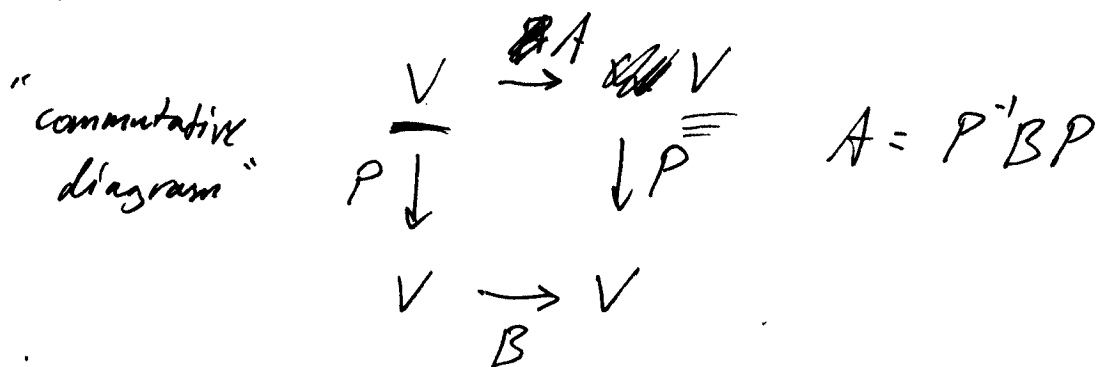 A
V → V
"commutative
diagram"
P ↓ ↓ P
A = P⁻¹BP
V → V
B